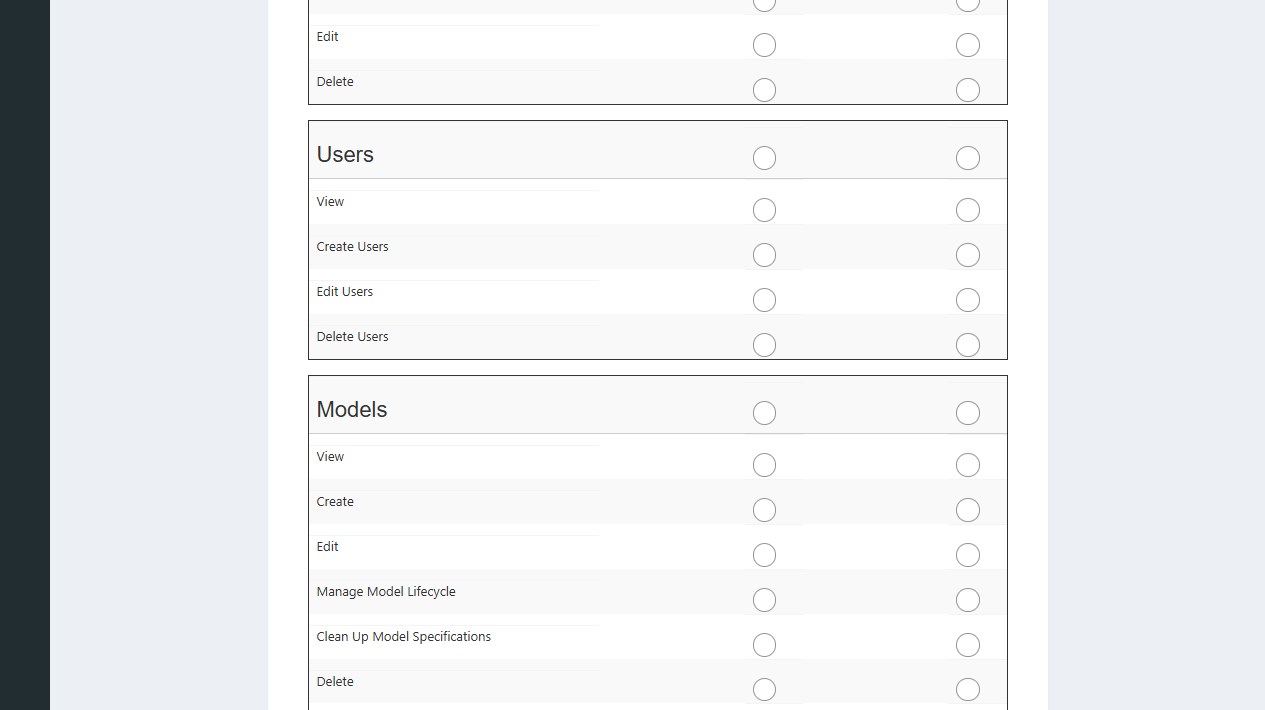 Edit
Delete
Users
View
Create Users
Edit Users
Delete Users
Models
View
Create
Edit
Manage Model Lifecycle
Clean Up Model Specifications
Delete